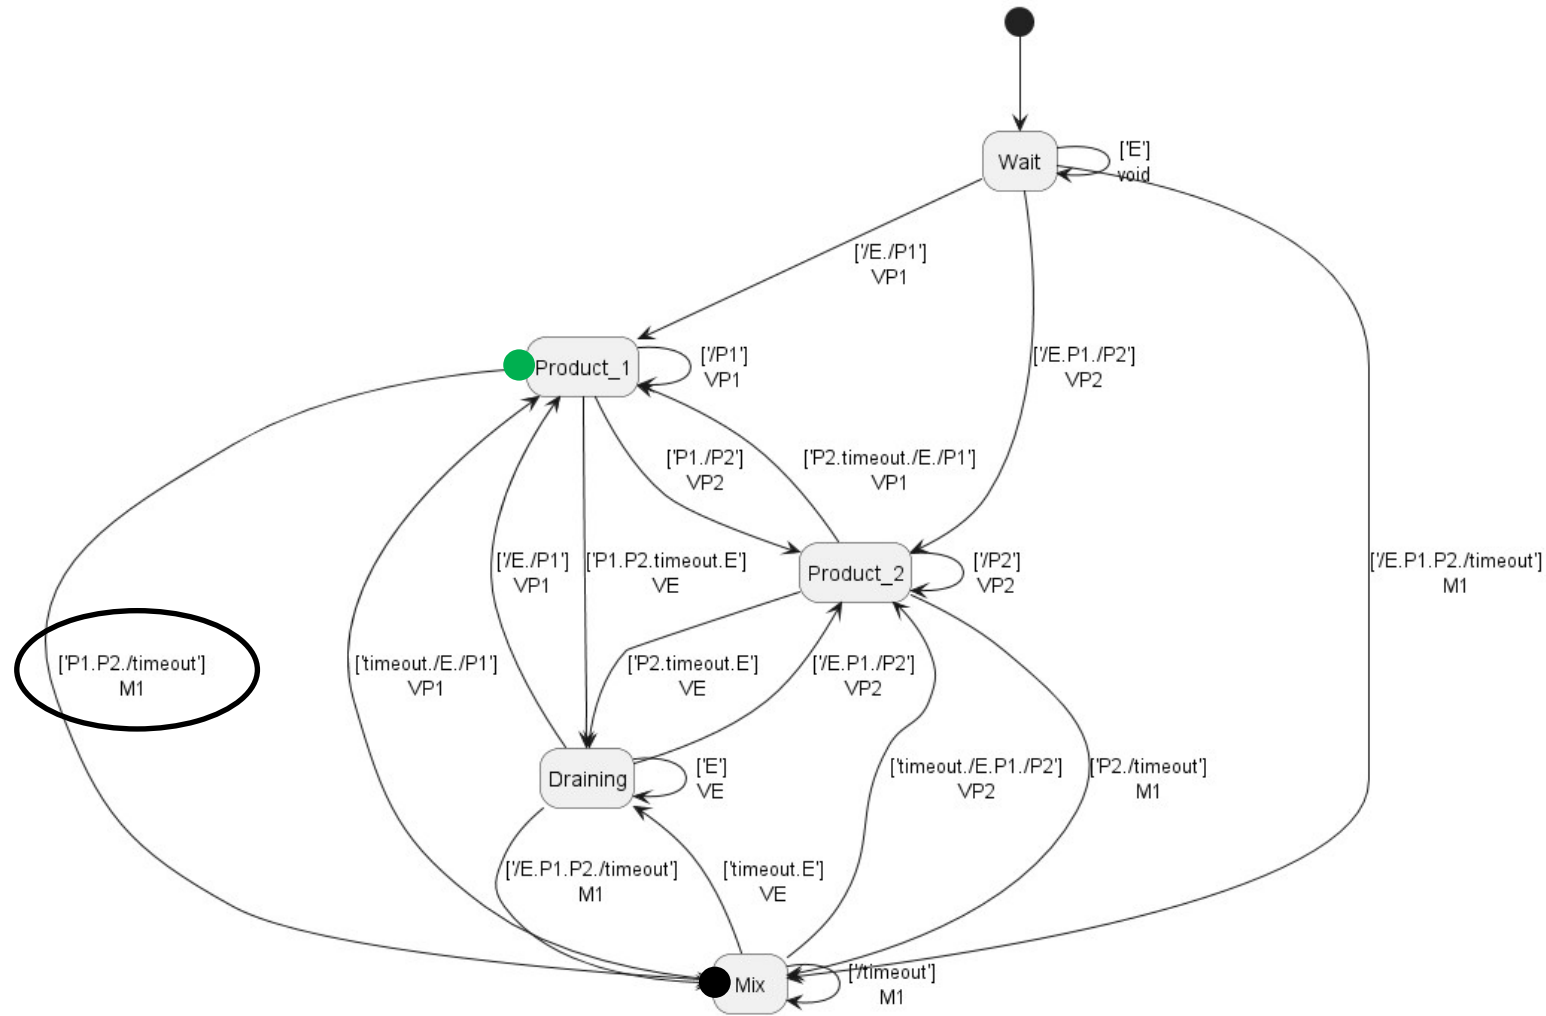 ['E']
Wait
void
['/E./P1']
VP1
['/E.P1./P2']
VP2
Product_1
['/P1']
VP1
['P1./P2']
VP2
['P2.timeout./E./P1']
VP1
['/E./P1']
VP1
['P1.P2.timeout.E']
VE
Product_2
['/P2']
VP2
['/E.P1.P2./timeout']
M1
['P1.P2./timeout']
M1
['timeout./E./P1']
VP1
['P2.timeout.E']
VE
['/E.P1./P2']
VP2
Draining
['E']
VE
['timeout./E.P1./P2']
VP2
['P2./timeout']
M1
['/E.P1.P2./timeout']
M1
['timeout.E']
VE
Mix
['/timeout']
M1